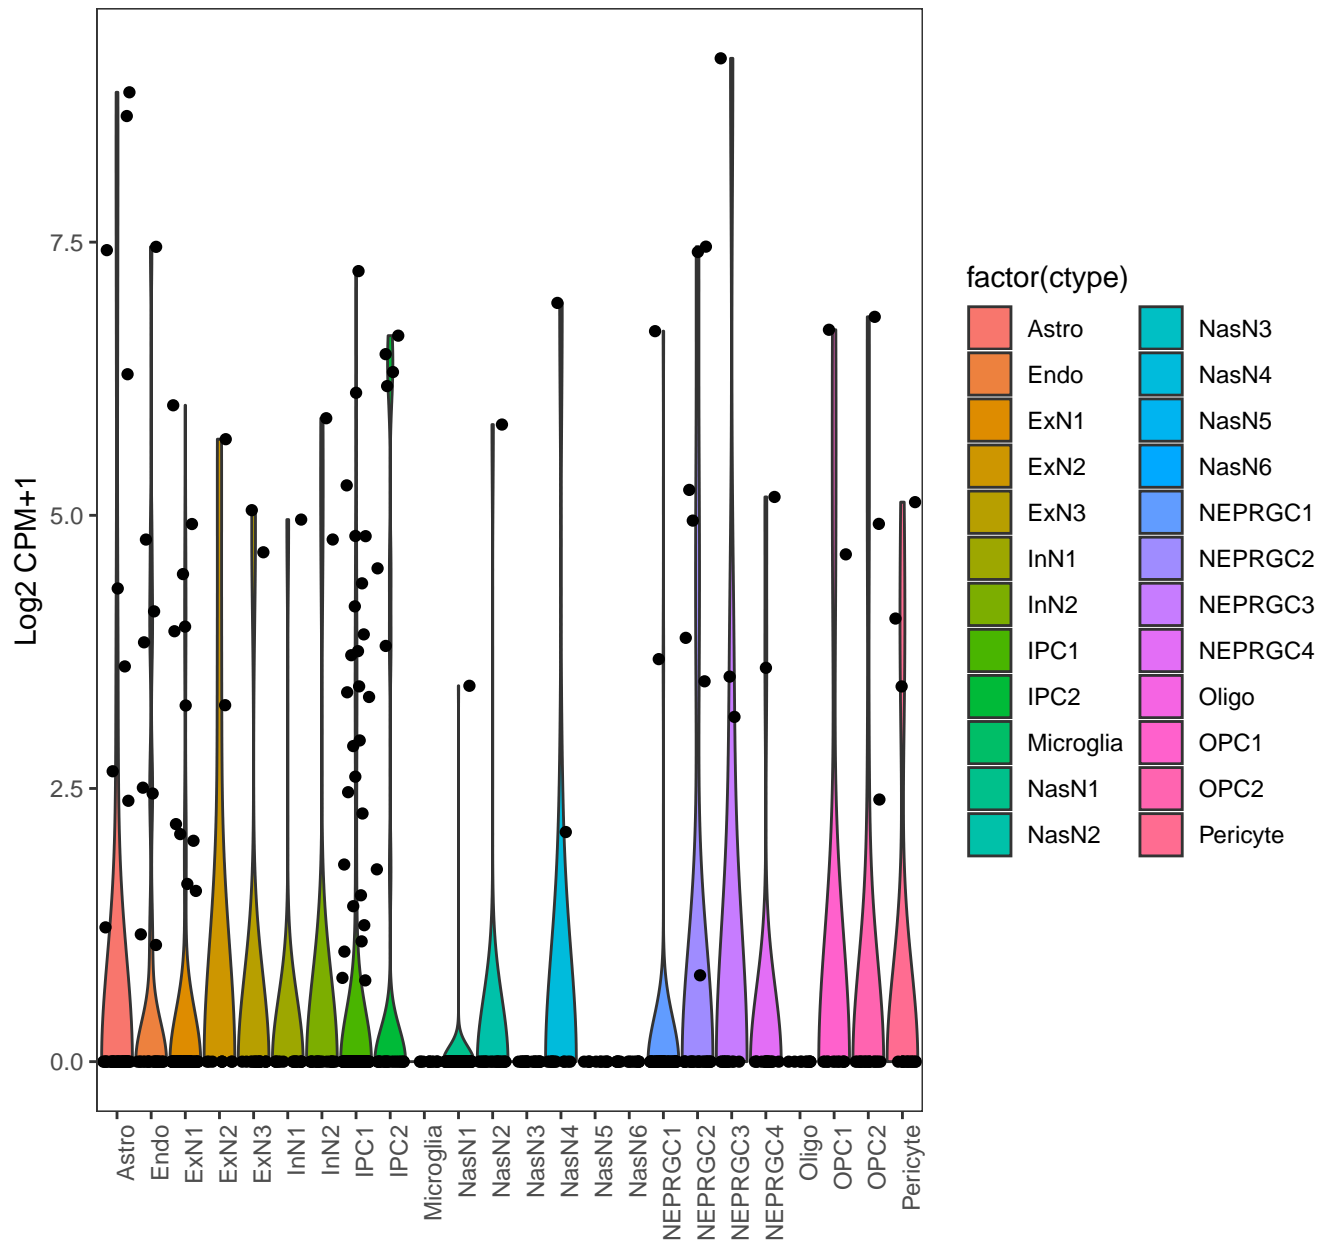 7.5
5.0
2.5
0.0
Log2 CPM+1
Astro
Endo
ExN1
ExN2
ExN3
InN1
InN2
IPC1
IPC2
Microglia
NasN1
NasN2
NasN3
NasN4
NasN5
NasN6
NEPRGC1
NEPRGC2
NEPRGC3
NEPRGC4
Oligo
OPC1
OPC2
Pericyte
factor(ctype)
Astro
Endo
ExN1
ExN2
ExN3
InN1
InN2
IPC1
IPC2
Microglia
NasN1
NasN2
NasN3
NasN4
NasN5
NasN6
NEPRGC1
NEPRGC2
NEPRGC3
NEPRGC4
Oligo
OPC1
OPC2
Pericyte